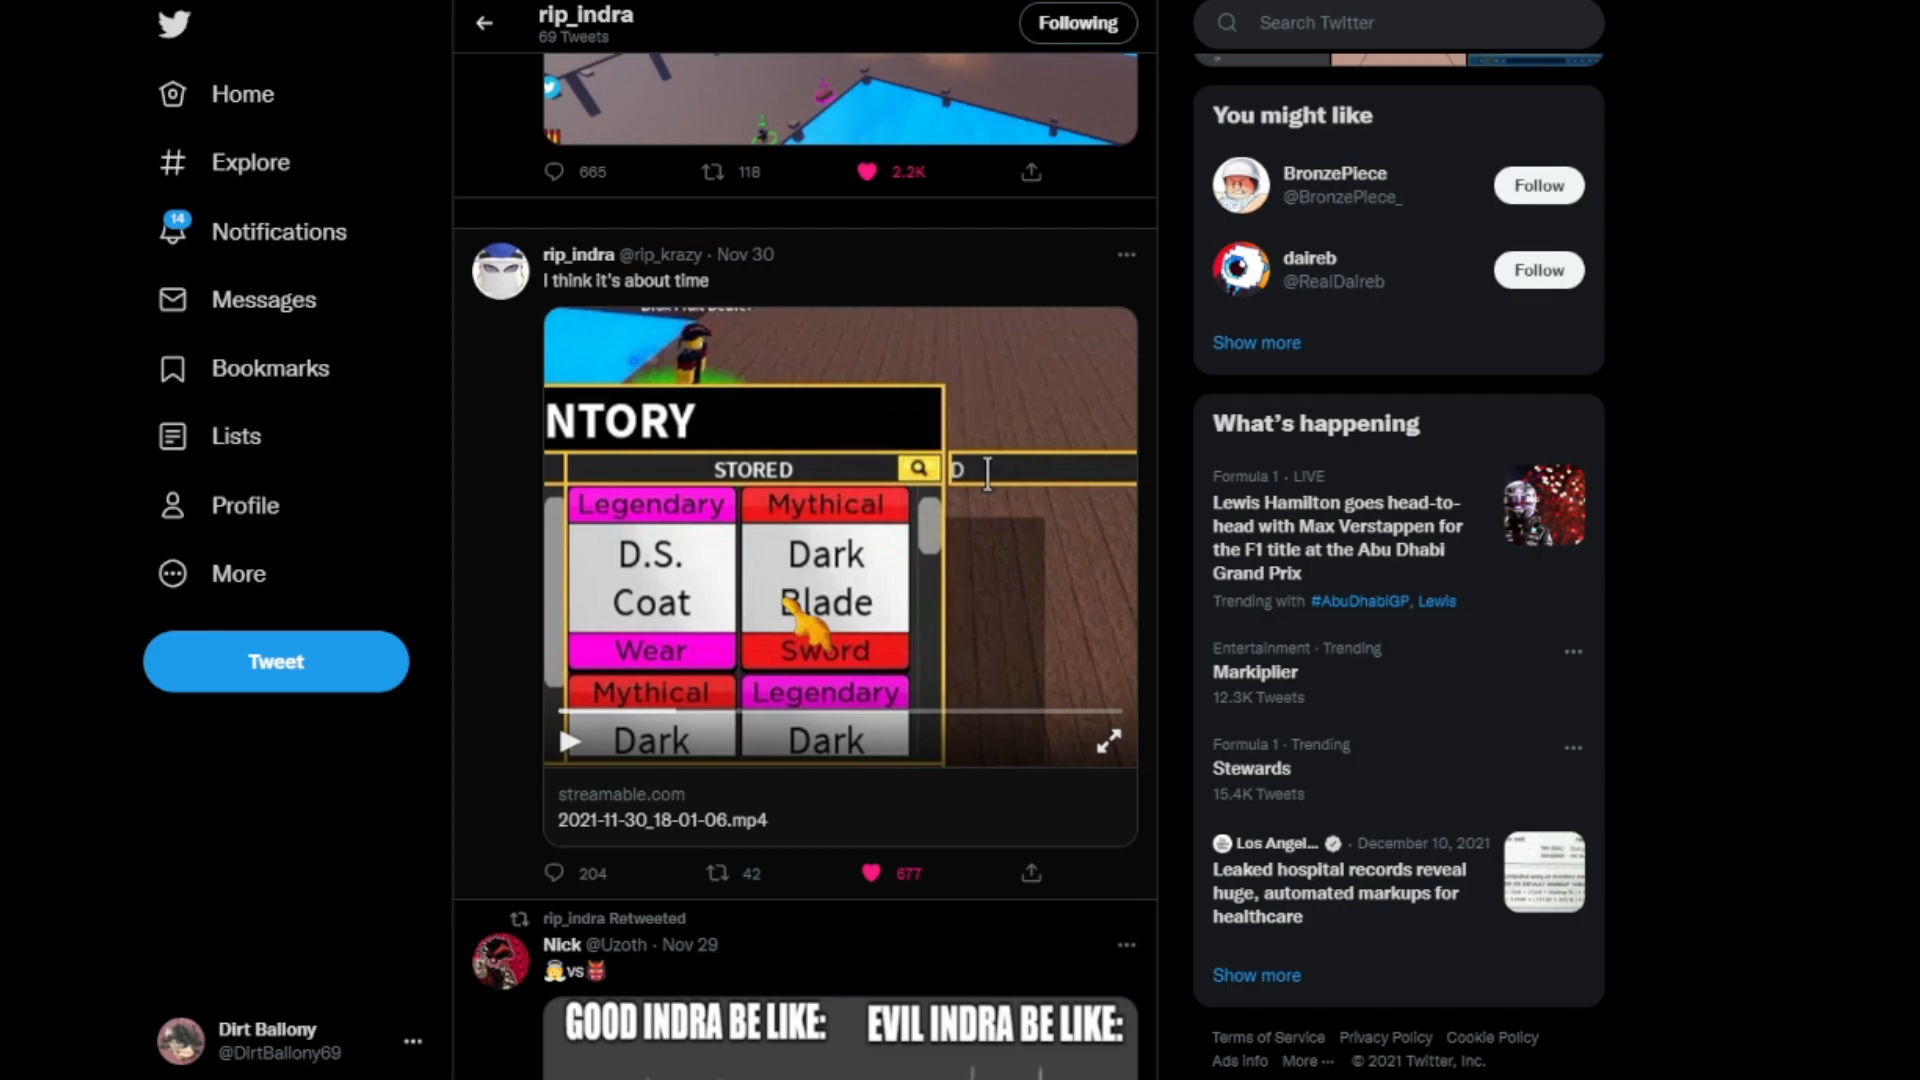 Home
Explore
14
Notifications
Messages
Bookmarks
Lists
Profile
More
Tweet
Dirt Ballony
@DirtBallony69
rip_indra
69 Tweets
Following
665
118
2.2K
rip_indra @rip_krazy · Nov 30
I think it's about time
NTORY
STORED
D
Legendary
Mythical
D.S.
Coat
Dark
Blade
Wear
Sword
Mythical
Legendary
Dark
Dark
streamable.com
2021-11-30_18-01-06.mp4
204
42
677
rip_indra Retweeted
Nick @Uzoth · Nov 29
vs
GOOD INDRA BE LIKE:
EVIL INDRA BE LIKE:
Search Twitter
You might like
BronzePiece
@BronzePiece_
Follow
daireb
@RealDaireb
Follow
Show more
What's happening
Formula 1 · LIVE
Lewis Hamilton goes head-to-
head with Max Verstappen for
the F1 title at the Abu Dhabi
Grand Prix
Trending with #AbuDhabiGP, Lewis
Entertainment · Trending
Markiplier
12.3K Tweets
Formula 1 · Trending
Stewards
15.4K Tweets
Los Angel... · December 10, 2021
Leaked hospital records reveal
huge, automated markups for
healthcare
Show more
Terms of Service Privacy Policy Cookie Policy
Ads info More ··· © 2021 Twitter, Inc.